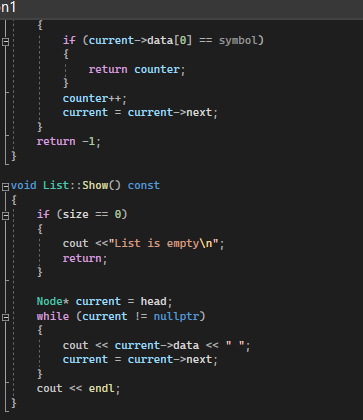 on1
{
if (current->data[0] == symbol)
{
return counter;
}
counter++;
current = current->next;
}
return -1;
}
void List::Show() const
{
if (size == 0)
{
cout <<"List is empty\n";
return;
}
Node* current = head;
while (current != nullptr)
{
cout << current->data << " ";
current = current->next;
}
cout << endl;
}